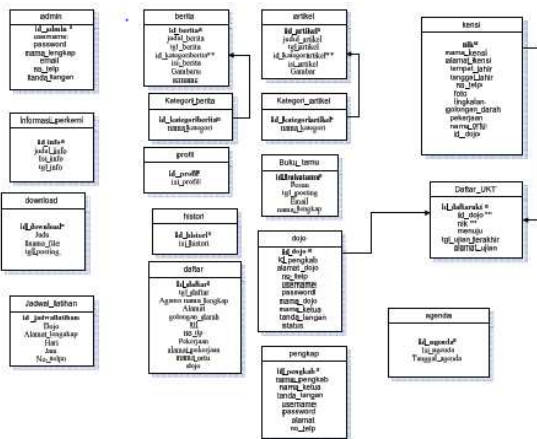 admin
id_admin *
username
password
nama_lengkap
email
no_telp
tanda_tangan
berita
id_berita*
judul_berita
tgl_berita
id_kategoriberita**
isi_berita
Gambar
username
artikel
id_artikel*
judul_artikel
tgl_artikel
id_kategoriartikel**
isi_artikel
Gambar
kensi
nik*
nama_kensi
alamat_kensi
tempat_lahir
tanggal_lahir
no_telp
foto
tingkatan
golongan_darah
pekerjaan
id_dojo
Kategori_berita
id_kategoriberita*
nama_kategori
Kategori_artikel
id_kategoriartikel*
nama_kategori
Informasi_perkemi
id_info*
judul_info
Isi_info
tgl_info
profil
id_profil*
isi_profil
Buku_tamu
id_bukutamu*
Pesan
tgl_posting
Email
nama_lengkap
download
id_download*
Judu
Nama_file
tgl_posting
histori
id_histori*
isi_histori
Daftar_UKT
id_daftarukt *
id_dojo **
nik **
menuju
tgl_ujian_terakhir
alamat_ujian
dojo
id_dojo *
id_pengkab
alamat_dojo
no_telp
username
password
nama_dojo
nama_ketua
tanda_tangan
status
daftar
id_daftar*
tgl_daftar
Agama nama_lengkap
Alamat
golongan_darah
no_tlp
Pekerjaan
alamat_pekerjaan
nama_ortu
dojo
Jadwal_latihan
id_jadwallatihan
Dojo
Alamat_lengkap
Hari
Jam
No_telpn
agenda
id_agenda*
Isi_agenda
Tanggal_agenda
pengkap
id_pengkab *
nama_pengkab
nama_ketua
tanda_tangan
username
password
alamat
no_telp